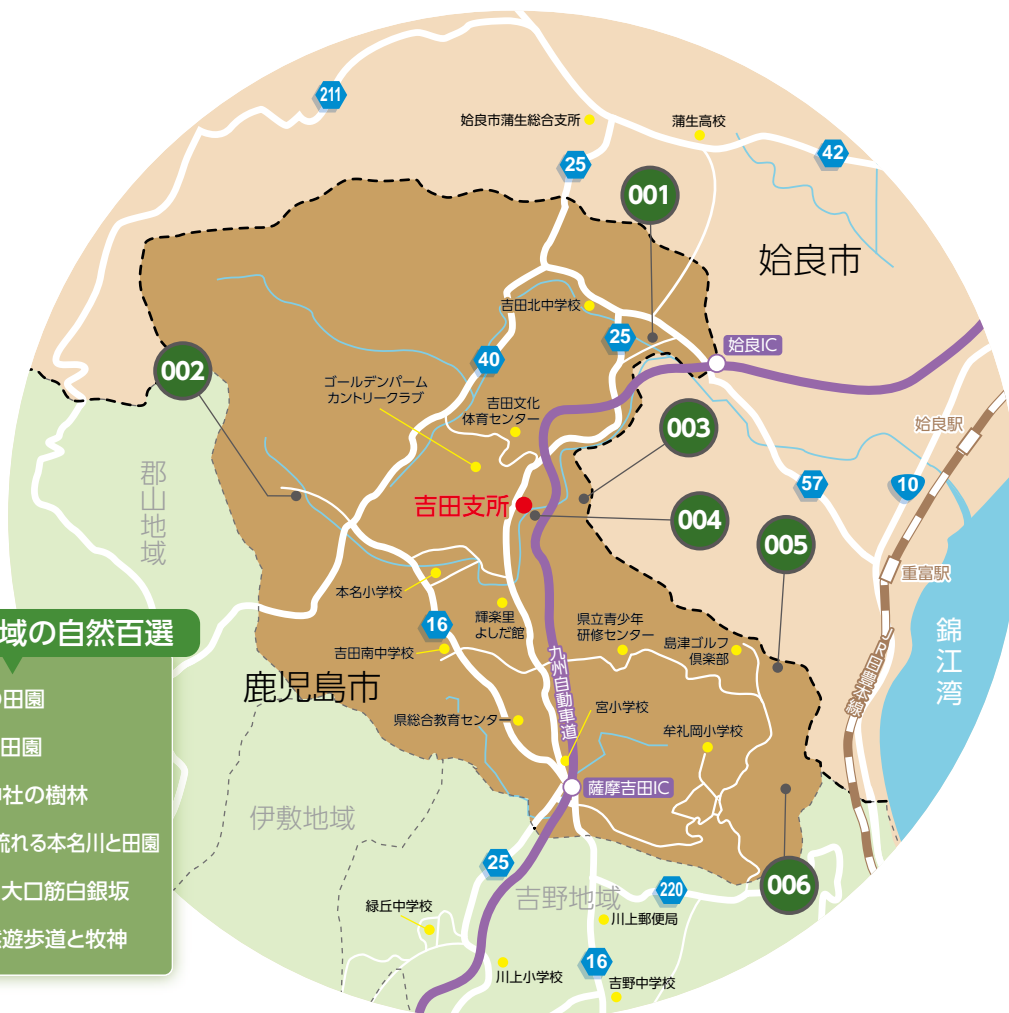 211
姶良市蒲生総合支所
蒲生高校
42
25
001
姶良市
吉田北中学校
25
姶良IC
002
40
ゴールデンパーム
カントリークラブ
吉田文化
体育センター
003
姶良駅
郡山地域
57
10
吉田支所
004
005
重富駅
本名小学校
輝楽里
よしだ館
県立青少年
研修センター
島津ゴルフ
倶楽部
16
域の自然百選
吉田南中学校
九州自動車道
JR日豊本線
錦江湾
鹿児島市
の田園
田園
神社の樹林
流れる本名川と田園
大口筋白銀坂
遊歩道と牧神
県総合教育センター
宮小学校
牟礼岡小学校
薩摩吉田IC
伊敷地域
25
吉野地域
220
006
緑丘中学校
川上郵便局
川上小学校
16
吉野中学校